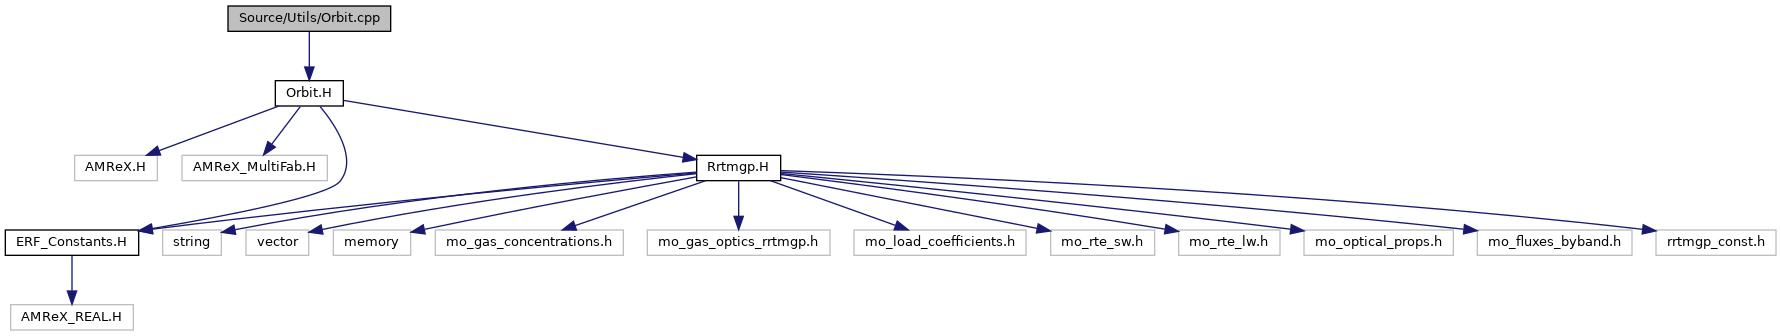 Source/Utils/Orbit.cpp
Orbit.H
AMReX.H
AMReX_MultiFab.H
Rrtmgp.H
ERF_Constants.H
string
vector
memory
mo_gas_concentrations.h
mo_gas_optics_rrtmgp.h
mo_load_coefficients.h
mo_rte_sw.h
mo_rte_lw.h
mo_optical_props.h
mo_fluxes_byband.h
rrtmgp_const.h
AMReX_REAL.H